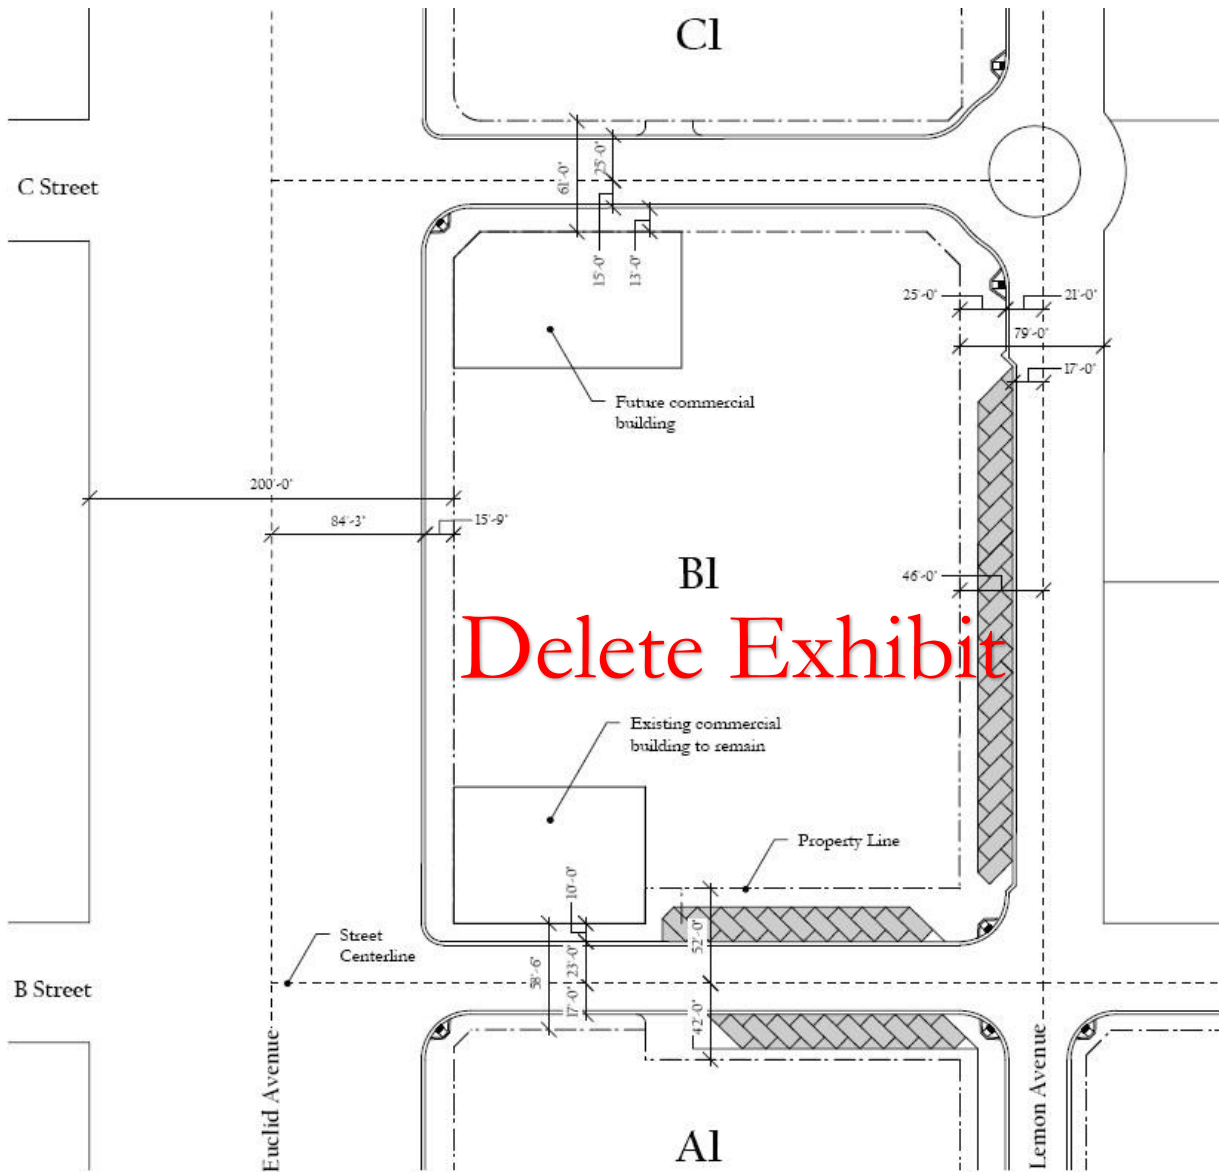 C1
C Street
61'-0"
25'-0"
15'-0"
13'-0"
25'-0"
21'-0"
79'-0"
17'-0"
Future commercial
building
200'-0"
84'-3"
15'-9"
B1
46'-0"
Delete Exhibit
Existing commercial
building to remain
Property Line
10'-0"
Street
Centerline
52'-0"
58'-6"
23'-0"
B Street
17'-0"
42'-0"
Euclid Avenue
Lemon Avenue
A1